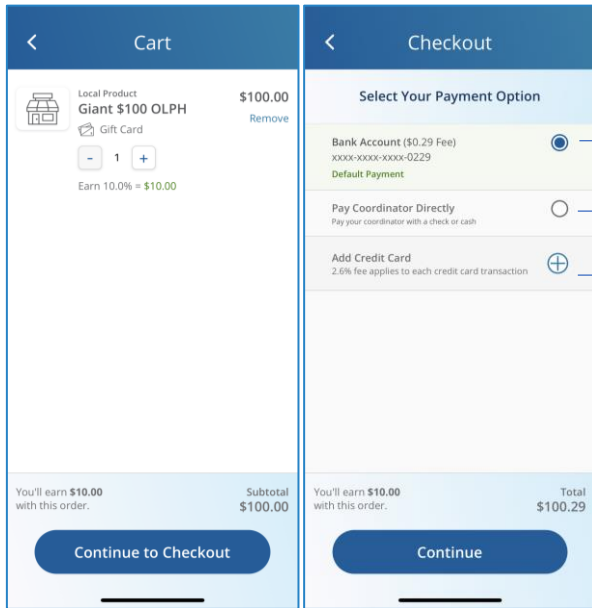 Cart
Local Product
Giant $100 OLPH
$100.00
Gift Card
Remove
- 1 +
Earn 10.0% = $10.00
You'll earn $10.00
with this order.
Subtotal
$100.00
Continue to Checkout
Checkout
Select Your Payment Option
Bank Account ($0.29 Fee)
xxxx-xxxx-xxxx-0229
Default Payment
Pay Coordinator Directly
Pay your coordinator with a check or cash
Add Credit Card
2.6% fee applies to each credit card transaction
You'll earn $10.00
with this order.
Total
$100.29
Continue